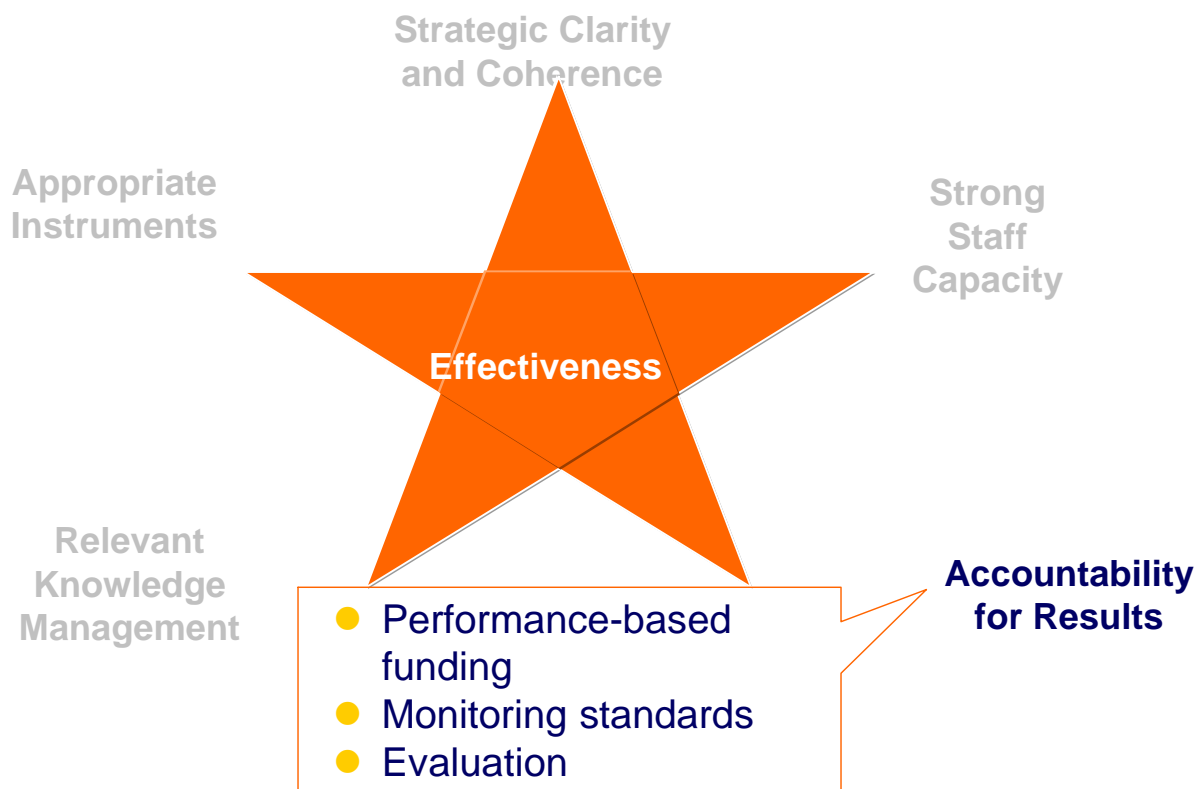 Strategic Clarity
and Coherence
Appropriate
Instruments
Strong
Staff
Capacity
Effectiveness
Relevant
Knowledge
Management
Accountability
for Results
Performance-based
funding
Monitoring standards
Evaluation